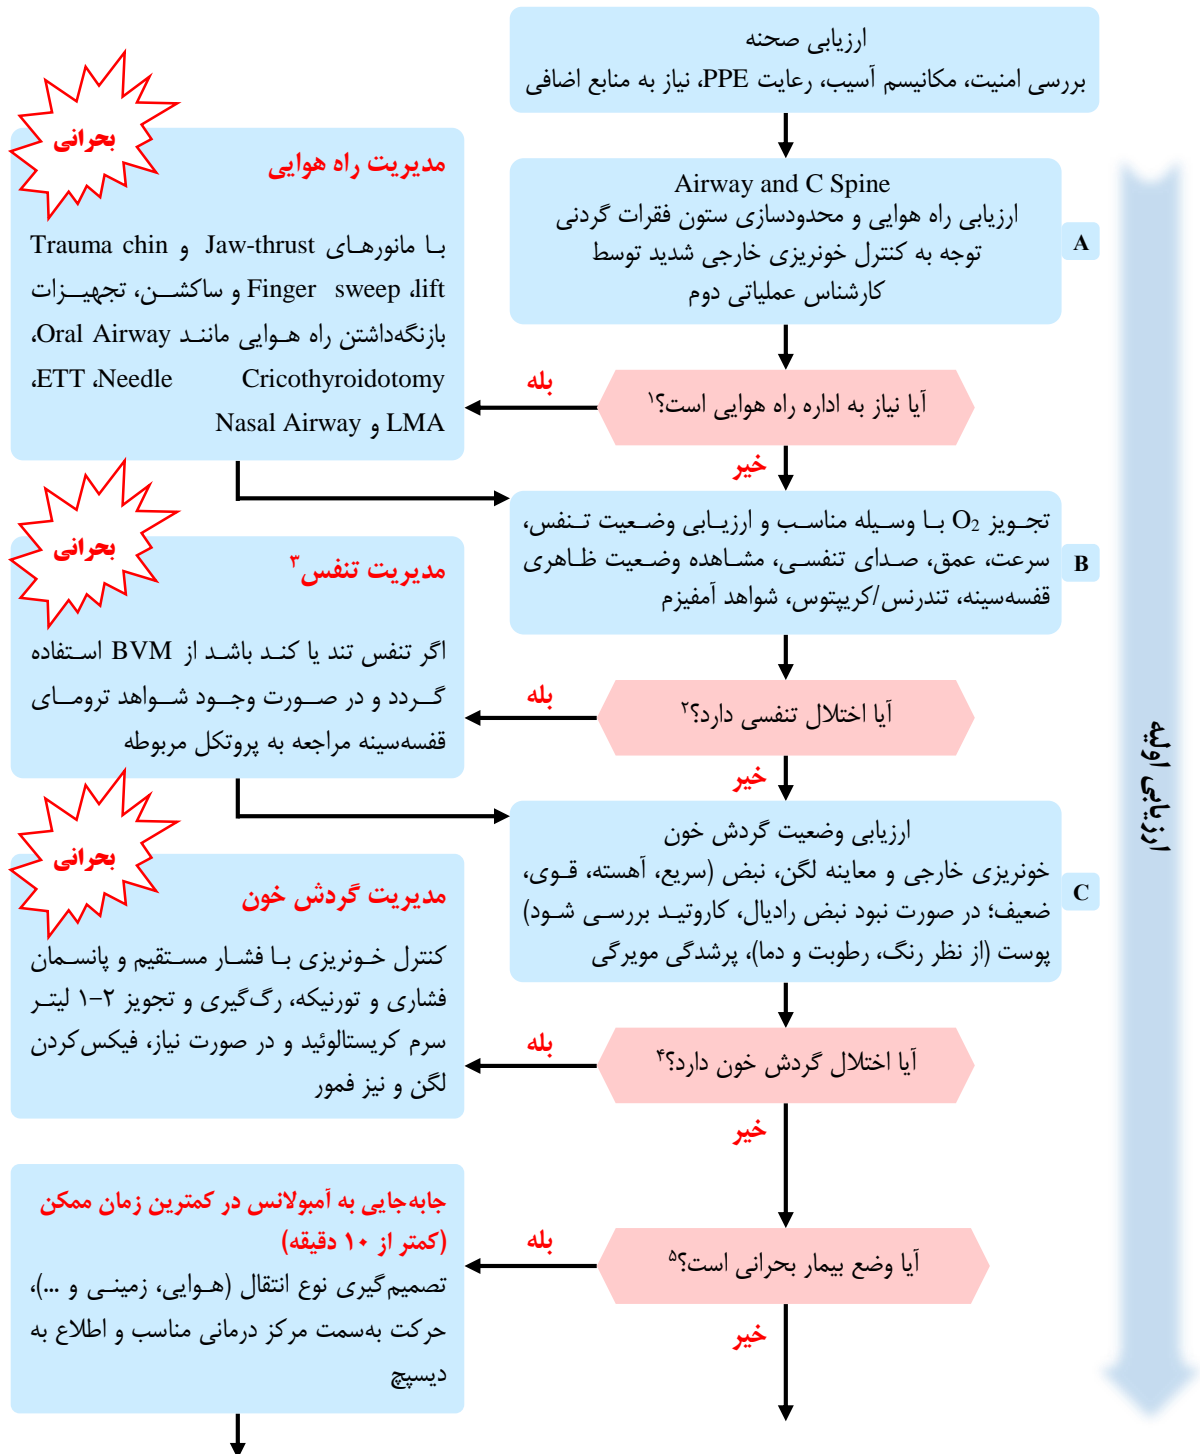 ارزیابی صحنه
بررسی امنیت، مکانیسم آسیب، رعایت PPE، نیاز به منابع اضافی
Airway and C Spine
ارزیابی راه هوایی و محدودسازی ستون فقرات گردنی
توجه به کنترل خونریزی خارجی شدید توسط
کارشناس عملیاتی دوم
A
آیا نیاز به اداره راه هوایی است؟۱
بله
خیر
بحرانی
مدیریت راه هوایی
با مانورهای Jaw-thrust و Trauma chin
lift، Finger sweep و ساکشن، تجهیزات
بازنگه‌داشتن راه هوایی مانند Oral Airway،
Needle Cricothyroidotomy، ETT،
LMA و Nasal Airway
تجویز O2 با وسیله مناسب و ارزیابی وضعیت تنفس،
سرعت، عمق، صدای تنفسی، مشاهده وضعیت ظاهری
قفسه‌سینه، تندرنس/کریپتوس، شواهد آمفیزم
B
آیا اختلال تنفسی دارد؟۲
بله
خیر
بحرانی
مدیریت تنفس۳
اگر تنفس تند یا کند باشد از BVM استفاده
گردد و در صورت وجود شواهد ترومای
قفسه‌سینه مراجعه به پروتکل مربوطه
ارزیابی وضعیت گردش خون
خونریزی خارجی و معاینه لگن، نبض (سریع، آهسته، قوی،
ضعیف؛ در صورت نبود نبض رادیال، کاروتید بررسی شود)
پوست (از نظر رنگ، رطوبت و دما)، پرشدگی مویرگی
C
آیا اختلال گردش خون دارد؟۴
بله
خیر
بحرانی
مدیریت گردش خون
کنترل خونریزی با فشار مستقیم و پانسمان
فشاری و تورنیکه، رگ‌گیری و تجویز ۲–۱ لیتر
سرم کریستالوئید و در صورت نیاز، فیکس‌کردن
لگن و نیز فمور
آیا وضع بیمار بحرانی است؟۵
بله
خیر
جابه‌جایی به آمبولانس در کمترین زمان ممکن
(کمتر از ۱۰ دقیقه)
تصمیم‌گیری نوع انتقال (هوایی، زمینی و ...)،
حرکت به‌سمت مرکز درمانی مناسب و اطلاع به
دیسپچ
ارزیابی اولیه